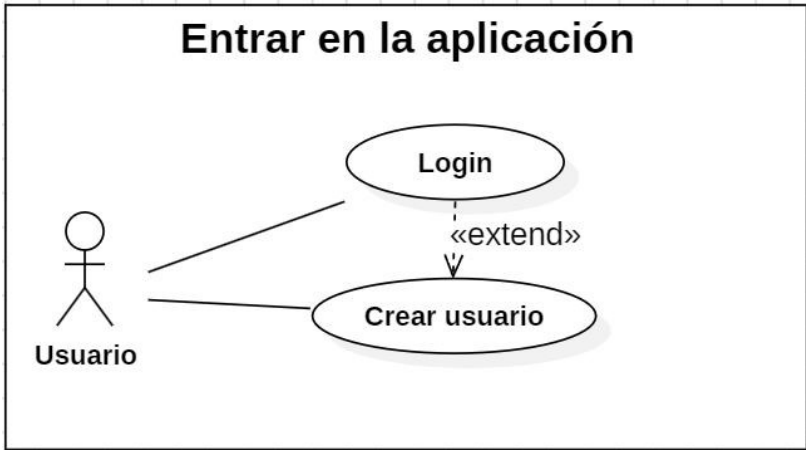 Entrar en la aplicación
Login
«extend»
Crear usuario
Usuario